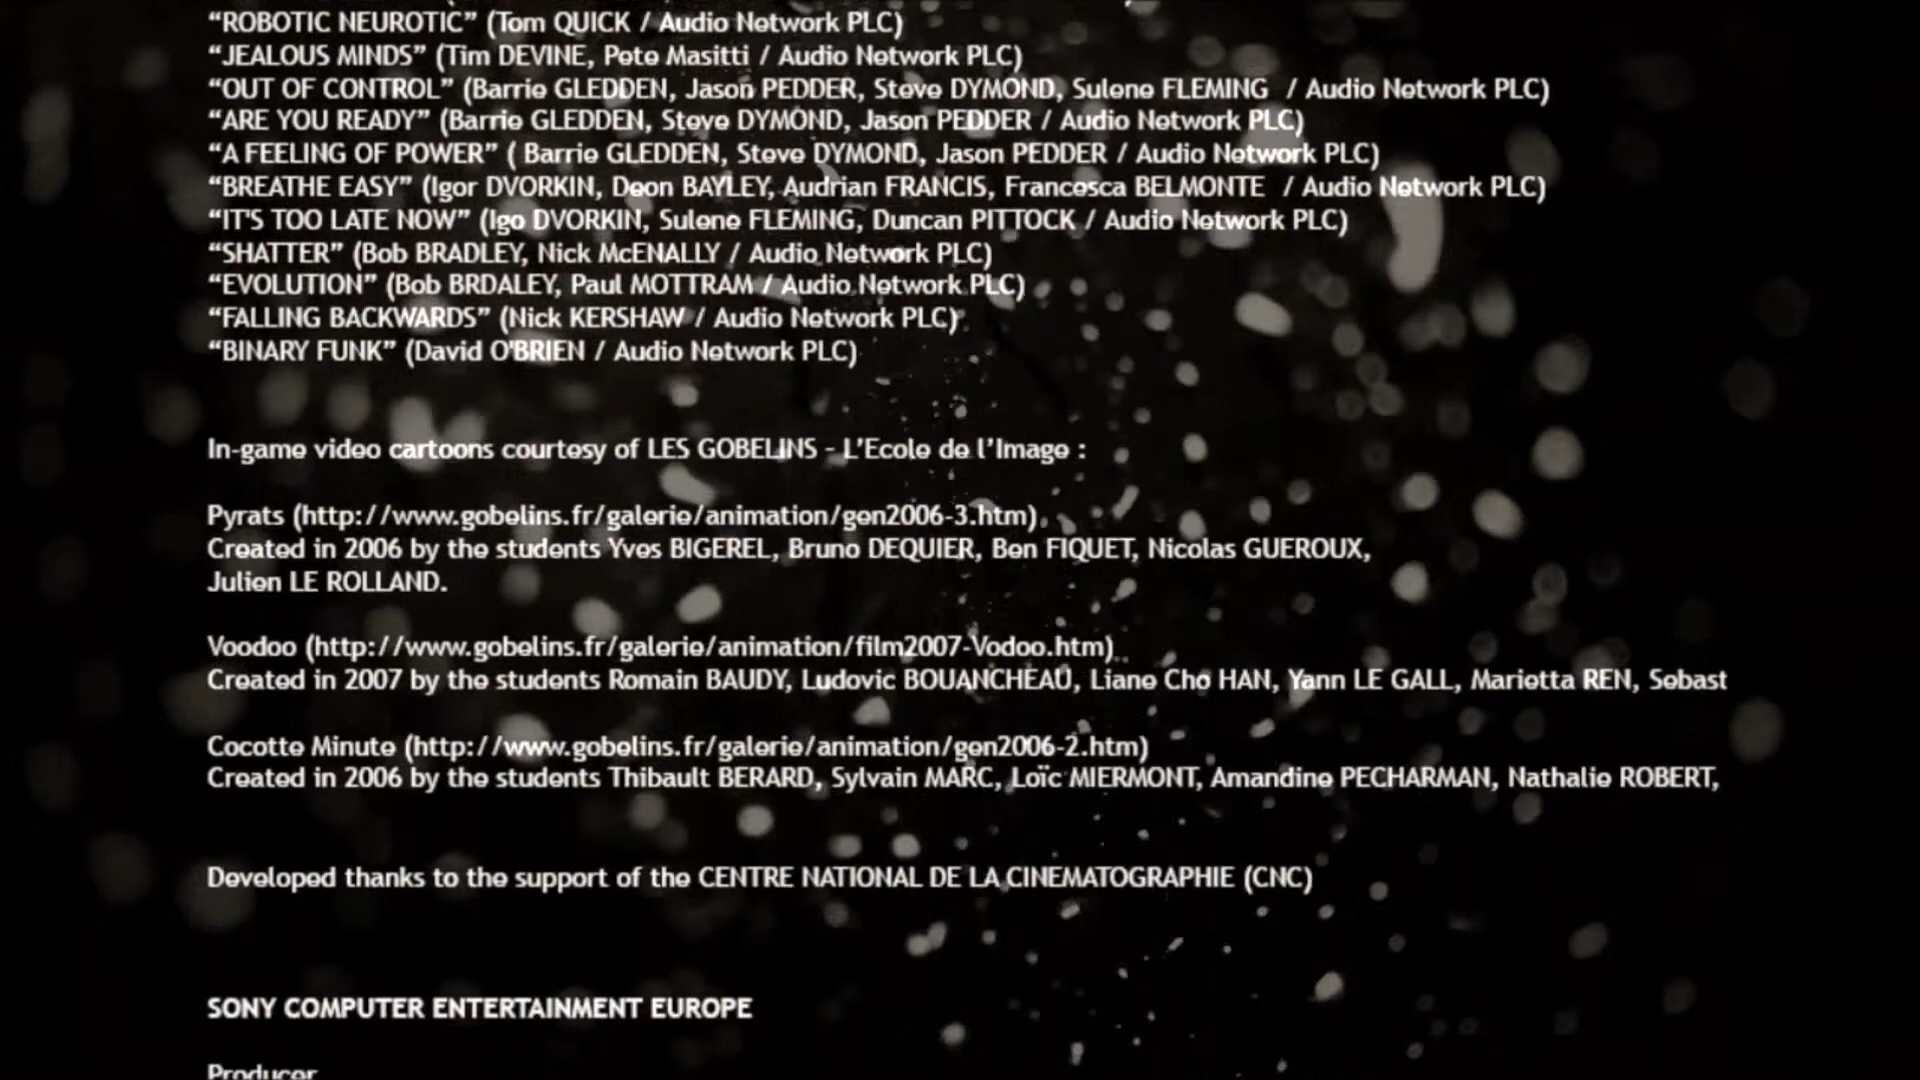 “ROBOTIC NEUROTIC” (Tom QUICK / Audio Network PLC)
“JEALOUS MINDS” (Tim DEVINE, Pete Masitti / Audio Network PLC)
“OUT OF CONTROL” (Barrie GLEDDEN, Jason PEDDER, Steve DYMOND, Sulene FLEMING  / Audio Network PLC)
“ARE YOU READY” (Barrie GLEDDEN, Steve DYMOND, Jason PEDDER / Audio Network PLC)
“A FEELING OF POWER” ( Barrie GLEDDEN, Steve DYMOND, Jason PEDDER / Audio Network PLC)
“BREATHE EASY” (Igor DVORKIN, Deon BAYLEY, Audrian FRANCIS, Francesca BELMONTE  / Audio Network PLC)
“IT'S TOO LATE NOW” (Igo DVORKIN, Sulene FLEMING, Duncan PITTOCK / Audio Network PLC)
“SHATTER” (Bob BRADLEY, Nick McENALLY / Audio Network PLC)
“EVOLUTION” (Bob BRDALEY, Paul MOTTRAM / Audio Network PLC)
“FALLING BACKWARDS” (Nick KERSHAW / Audio Network PLC)
“BINARY FUNK” (David O'BRIEN / Audio Network PLC)
In-game video cartoons courtesy of LES GOBELINS - L’Ecole de l’Image :
Pyrats (http://www.gobelins.fr/galerie/animation/gen2006-3.htm)
Created in 2006 by the students Yves BIGEREL, Bruno DEQUIER, Ben FIQUET, Nicolas GUEROUX,
Julien LE ROLLAND.
Voodoo (http://www.gobelins.fr/galerie/animation/film2007-Vodoo.htm)
Created in 2007 by the students Romain BAUDY, Ludovic BOUANCHEAU, Liane Cho HAN, Yann LE GALL, Marietta REN, Sebast
Cocotte Minute (http://www.gobelins.fr/galerie/animation/gen2006-2.htm)
Created in 2006 by the students Thibault BERARD, Sylvain MARC, Loïc MIERMONT, Amandine PECHARMAN, Nathalie ROBERT,
Developed thanks to the support of the CENTRE NATIONAL DE LA CINEMATOGRAPHIE (CNC)
SONY COMPUTER ENTERTAINMENT EUROPE
Producer